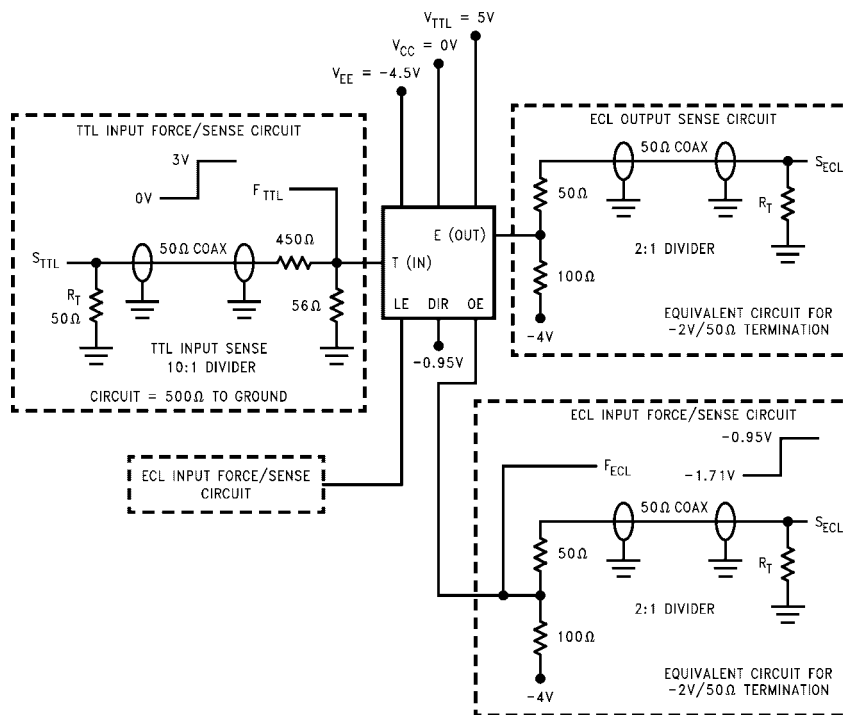 V_TTL = 5V
V_CC = 0V
V_EE = -4.5V
TTL INPUT FORCE/SENSE CIRCUIT
3V
0V
F_TTL
S_TTL
50Ω COAX
450Ω
R_T
50Ω
56Ω
TTL INPUT SENSE
10:1 DIVIDER
CIRCUIT = 500Ω TO GROUND
E (OUT)
T (IN)
LE DIR OE
-0.95V
ECL OUTPUT SENSE CIRCUIT
50Ω COAX
S_ECL
50Ω
R_T
2:1 DIVIDER
100Ω
-4V
EQUIVALENT CIRCUIT FOR
-2V/50Ω TERMINATION
ECL INPUT FORCE/SENSE
CIRCUIT
ECL INPUT FORCE/SENSE CIRCUIT
-0.95V
-1.71V
F_ECL
50Ω COAX
S_ECL
50Ω
R_T
2:1 DIVIDER
100Ω
-4V
EQUIVALENT CIRCUIT FOR
-2V/50Ω TERMINATION